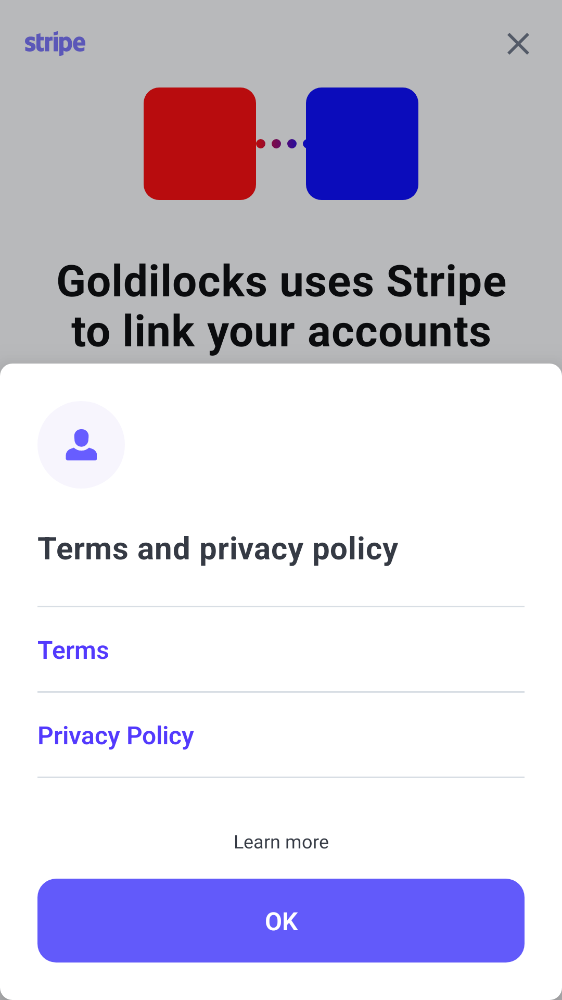 stripe
Goldilocks uses Stripe
to link your accounts
Terms and privacy policy
Terms
Privacy Policy
Learn more
OK